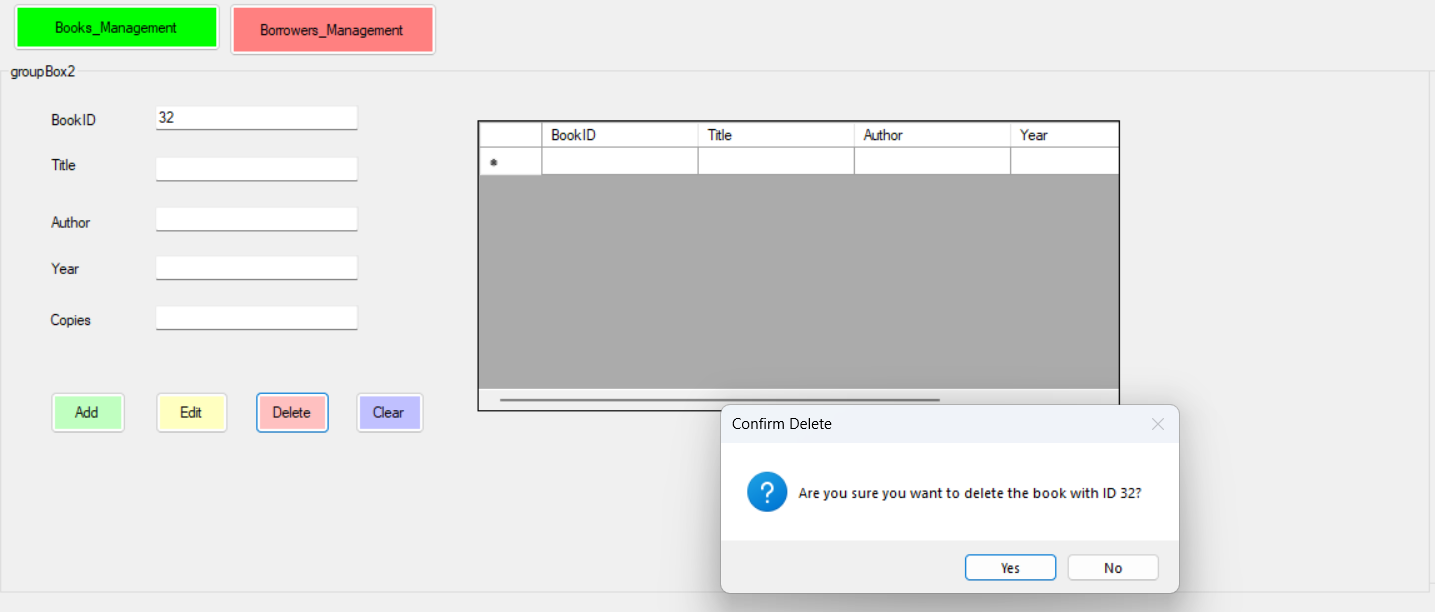 Books_Management Borrowers_Management
groupBox2
BookID 32
Title
Author
Year
Copies
Add Edit Delete Clear
BookID Title Author Year
*
Confirm Delete
Are you sure you want to delete the book with ID 32?
Yes No